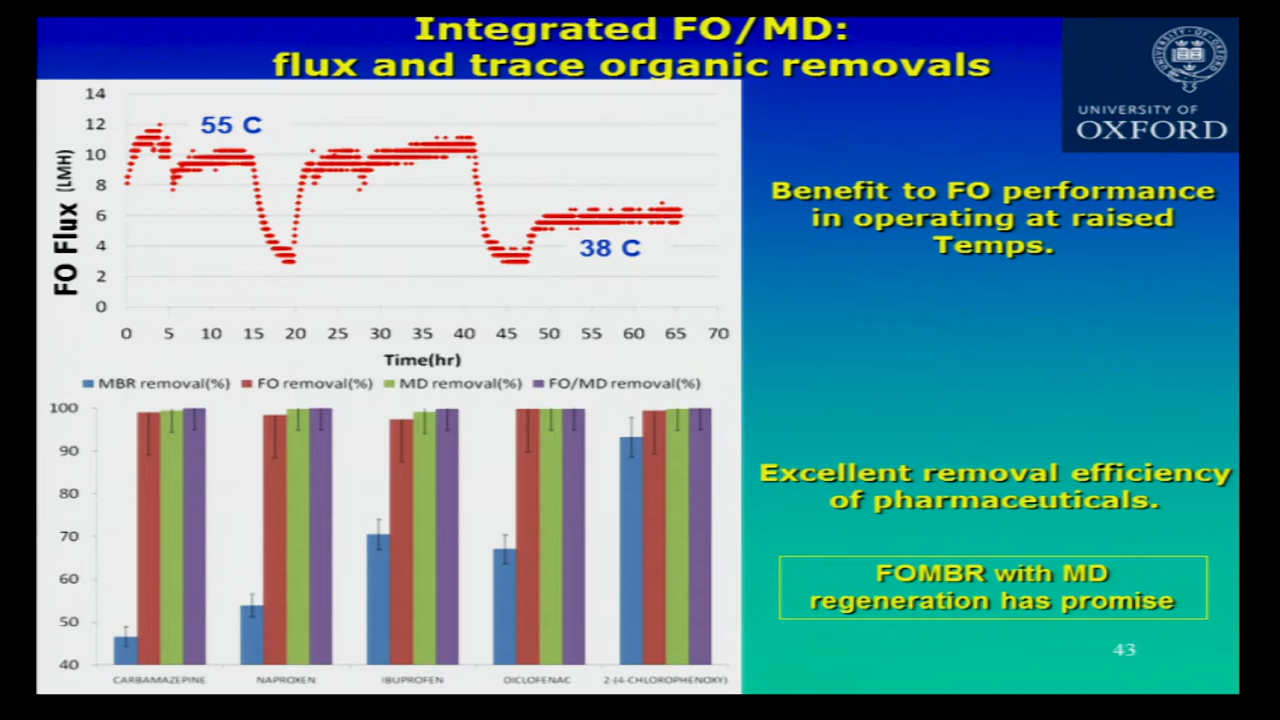 Integrated FO/MD:
flux and trace organic removals
UNIVERSITY OF OXFORD
UNIVERSITY OF
OXFORD
14
12
10
8
6
4
2
0
FO Flux (LMH)
55 C
38 C
0 5 10 15 20 25 30 35 40 45 50 55 60 65 70
Time(hr)
MBR removal(%) FO removal(%) MD removal(%) FO/MD removal(%)
100
90
80
70
60
50
40
CARBAMAZEPINE NAPROXEN IBUPROFEN DICLOFENAC 2-(4-CHLOROPHENOXY)
Benefit to FO performance
in operating at raised
Temps.
Excellent removal efficiency
of pharmaceuticals.
FOMBR with MD
regeneration has promise
43